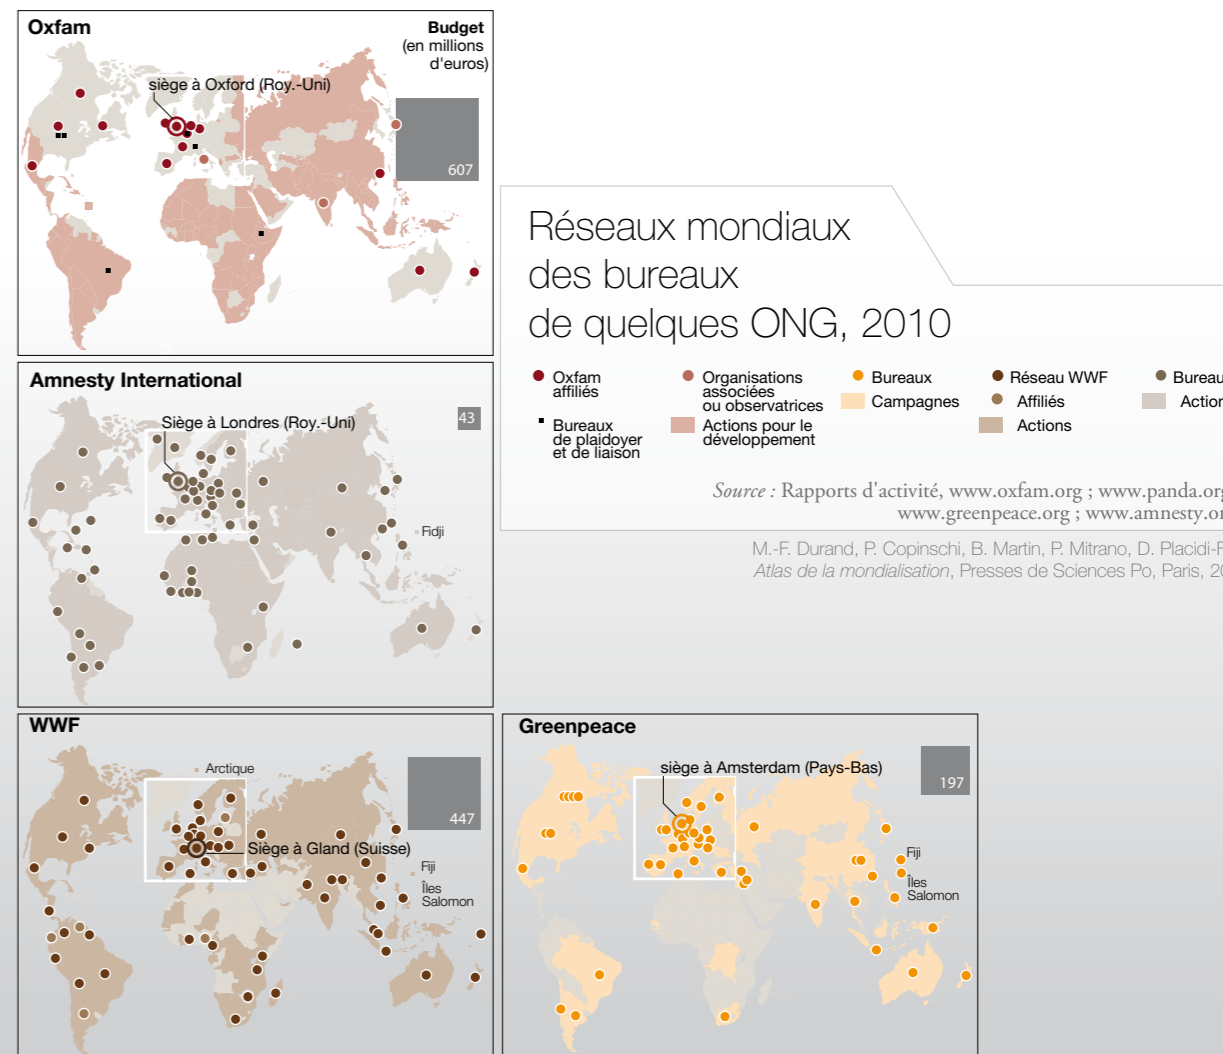 Oxfam
Budget
(en millions
d'euros)
siège à Oxford (Roy.-Uni)
607
Réseaux mondiaux
des bureaux
de quelques ONG, 2010
Oxfam
affiliés
Bureaux
de plaidoyer
et de liaison
Organisations
associées
ou observatrices
Actions pour le
développement
Bureaux
Campagnes
Réseau WWF
Affiliés
Actions
Bureau
Action
Source : Rapports d'activité, www.oxfam.org ; www.panda.org
www.greenpeace.org ; www.amnesty.or
M.-F. Durand, P. Copinschi, B. Martin, P. Mitrano, D. Placidi-F
Atlas de la mondialisation, Presses de Sciences Po, Paris, 20
Amnesty International
43
Siège à Londres (Roy.-Uni)
Fidji
WWF
Arctique
447
Siège à Gland (Suisse)
Fiji
Îles
Salomon
Greenpeace
siège à Amsterdam (Pays-Bas)
197
Fiji
Îles
Salomon